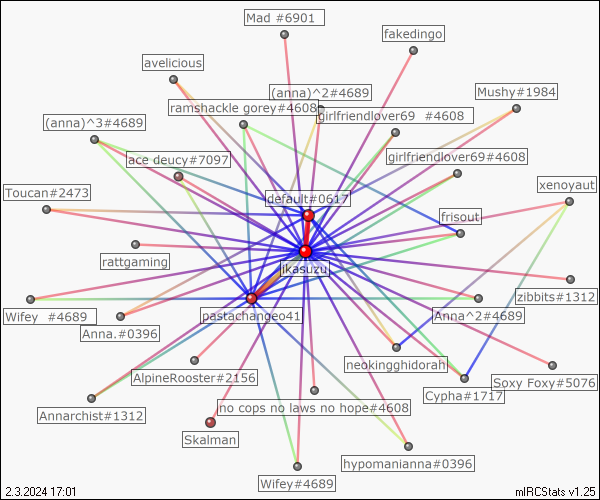 Mad #6901
fakedingo
avelicious
(anna)^2#4689
Mushy#1984
ramshackle gorey#4608
girlfriendlover69 #4608
(anna)^3#4689
ace deucy#7097
girlfriendlover69#4608
Toucan#2473
default#0617
xenoyaut
frisout
rattgaming
jikasuzu
zibbits#1312
Wifey #4689
pastachangeo41
Anna^2#4689
Anna.#0396
neokingghidorah
AlpineRooster#2156
Soxy Foxy#5076
Cypha#1717
no cops no laws no hope#4608
Annarchist#1312
Skalman
hypomanianna#0396
Wifey#4689
2.3.2024 17:01
mIRCStats v1.25